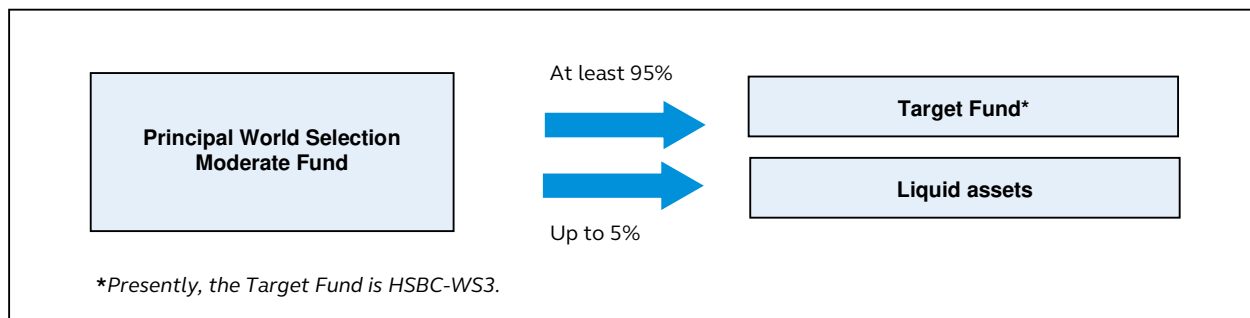 At least 95%
Principal World Selection
Moderate Fund
Target Fund*
Liquid assets
Up to 5%
*Presently, the Target Fund is HSBC-WS3.